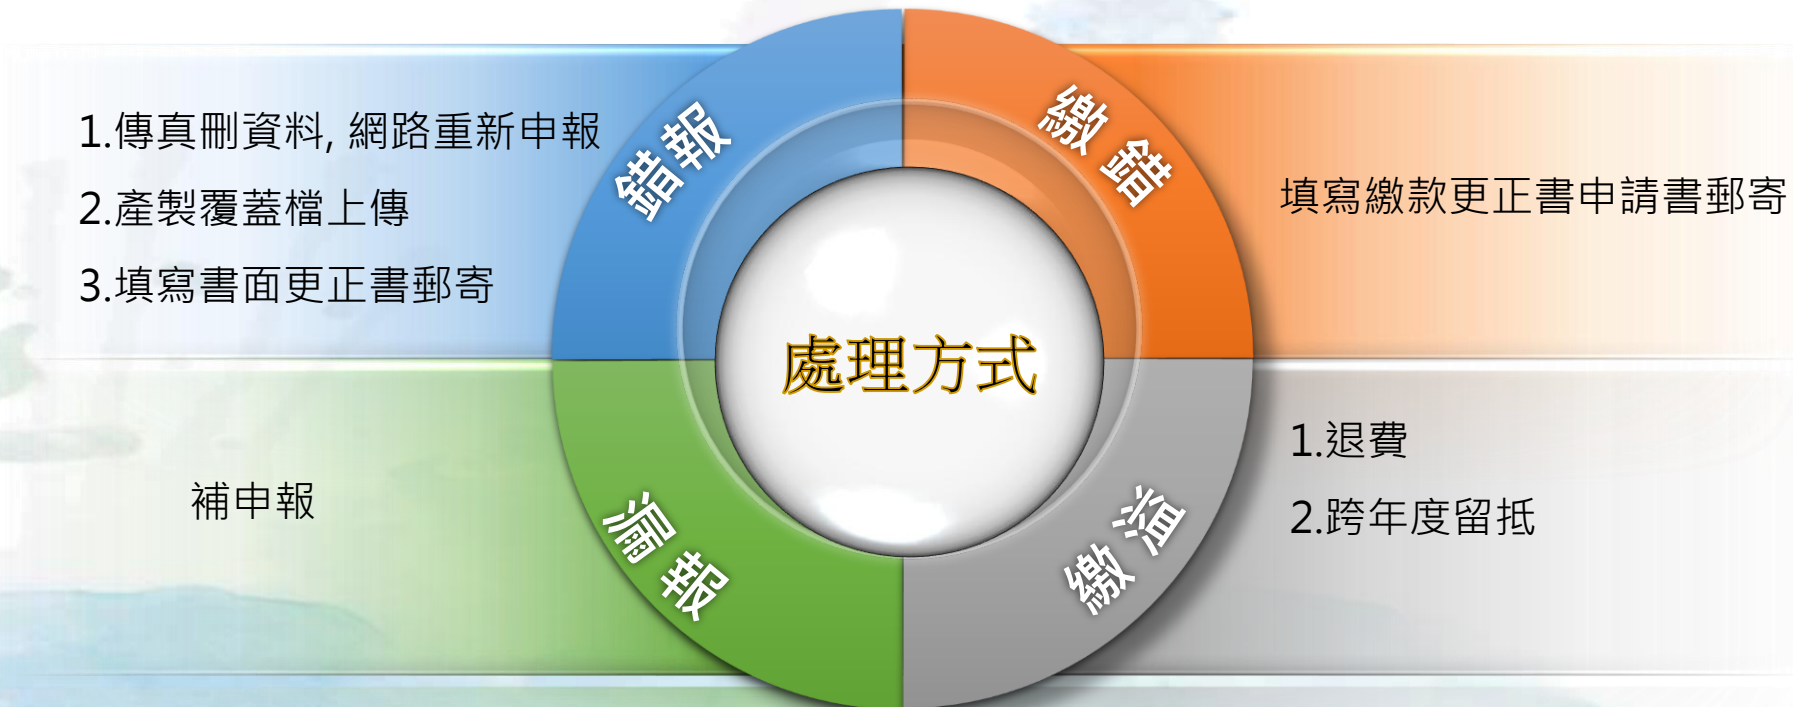 錯報
1.傳真刪資料, 網路重新申報
2.產製覆蓋檔上傳
3.填寫書面更正書郵寄
繳錯
填寫繳款更正書申請書郵寄
處理方式
漏報
補申報
溢繳
1.退費
2.跨年度留抵